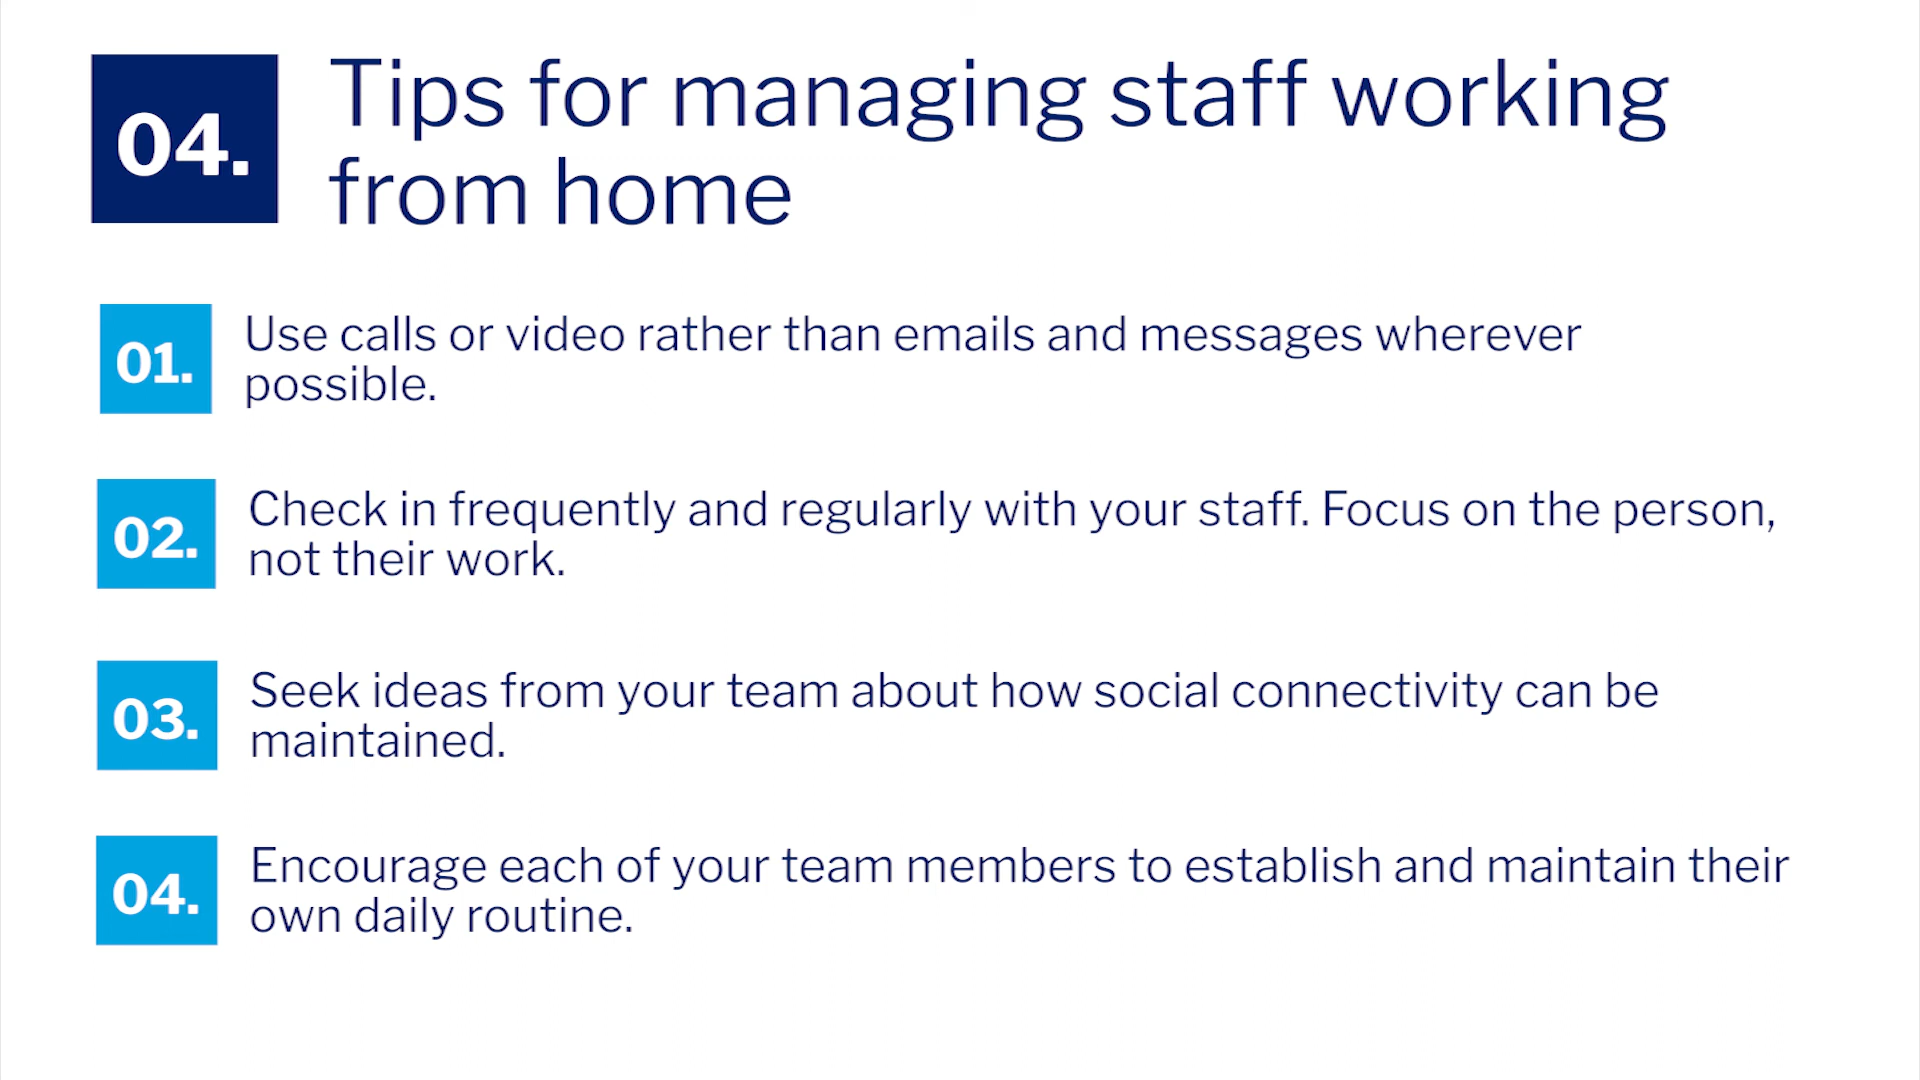 04.
Tips for managing staff working
from home
01.
Use calls or video rather than emails and messages wherever
possible.
02.
Check in frequently and regularly with your staff. Focus on the person,
not their work.
03.
Seek ideas from your team about how social connectivity can be
maintained.
04.
Encourage each of your team members to establish and maintain their
own daily routine.